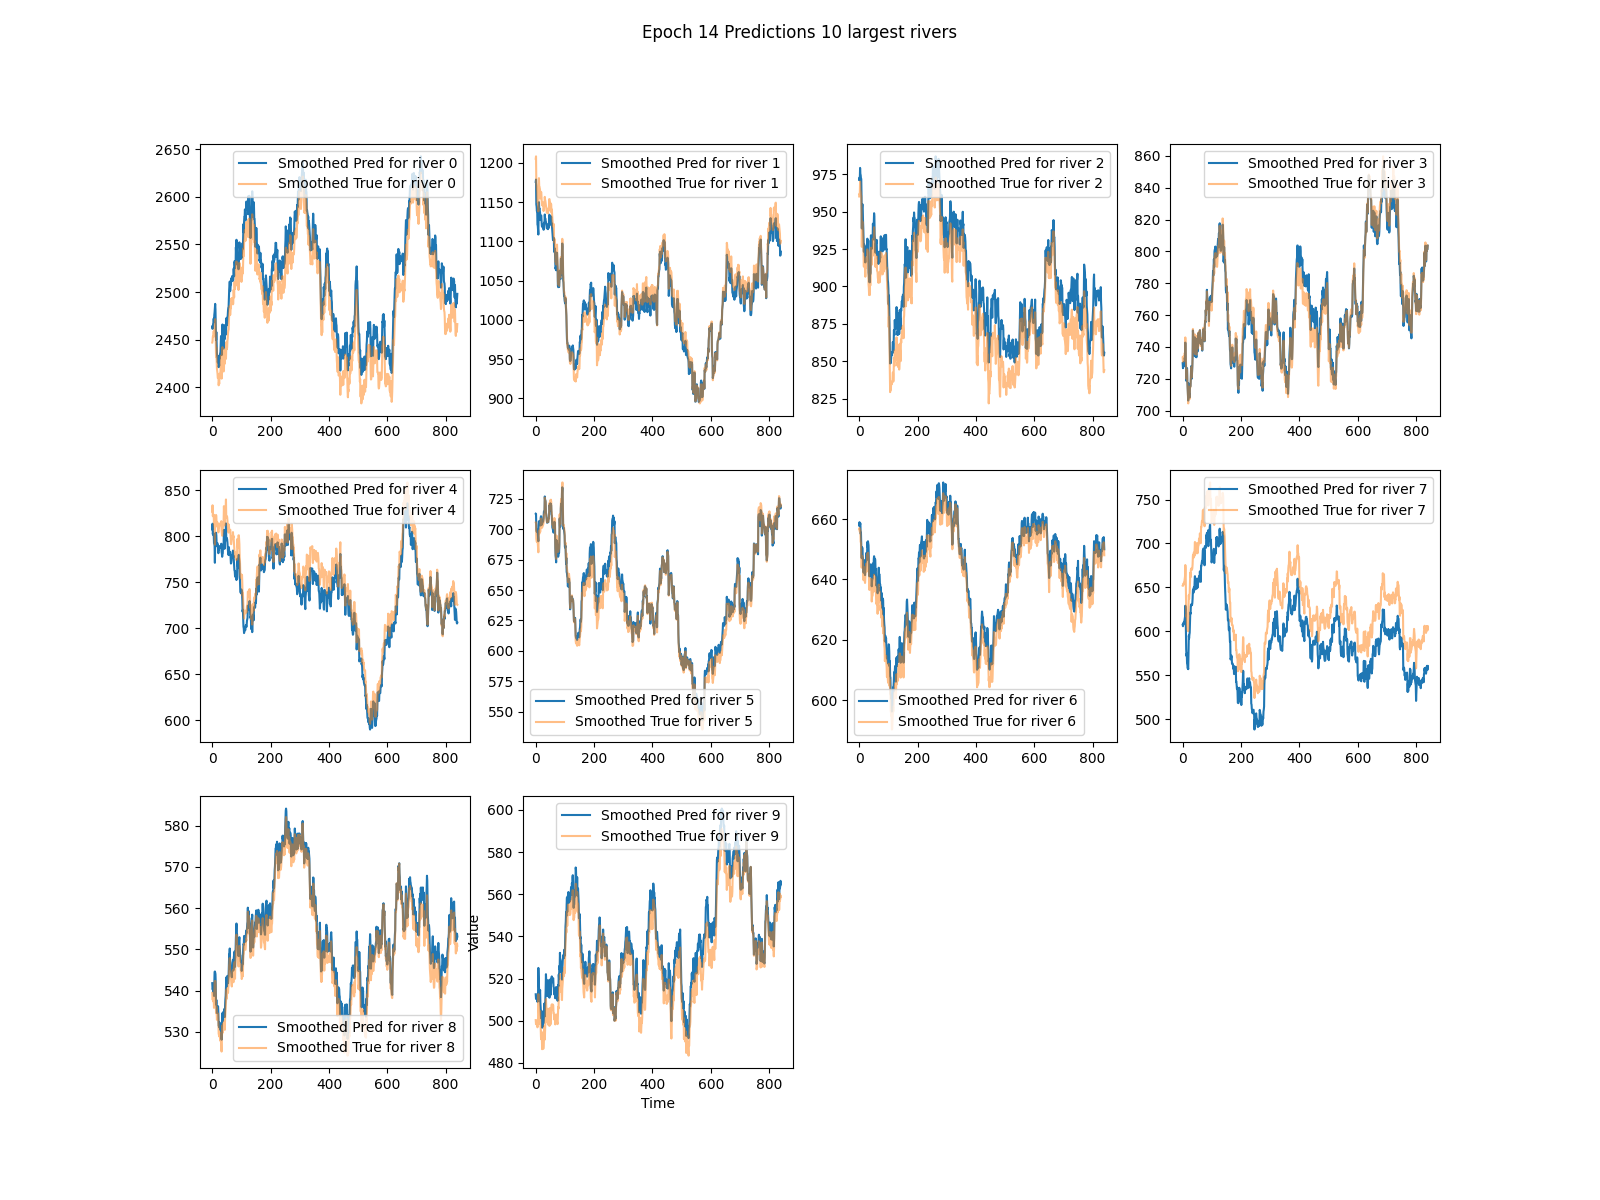 Epoch 14 Predictions 10 largest rivers
2650
2600
2550
2500
2450
2400
Smoothed Pred for river 0
Smoothed True for river 0
0 200 400 600 800
1200
1150
1100
1050
1000
950
900
Smoothed Pred for river 1
Smoothed True for river 1
0 200 400 600 800
975
950
925
900
875
850
825
Smoothed Pred for river 2
Smoothed True for river 2
0 200 400 600 800
860
840
820
800
780
760
740
720
700
Smoothed Pred for river 3
Smoothed True for river 3
0 200 400 600 800
850
800
750
700
650
600
Smoothed Pred for river 4
Smoothed True for river 4
0 200 400 600 800
725
700
675
650
625
600
575
550
Smoothed Pred for river 5
Smoothed True for river 5
0 200 400 600 800
660
640
620
600
Smoothed Pred for river 6
Smoothed True for river 6
0 200 400 600 800
750
700
650
600
550
500
Smoothed Pred for river 7
Smoothed True for river 7
0 200 400 600 800
580
570
560
550
540
530
Smoothed Pred for river 8
Smoothed True for river 8
0 200 400 600 800
Value
600
580
560
540
520
500
480
Smoothed Pred for river 9
Smoothed True for river 9
0 200 400 600 800
Time